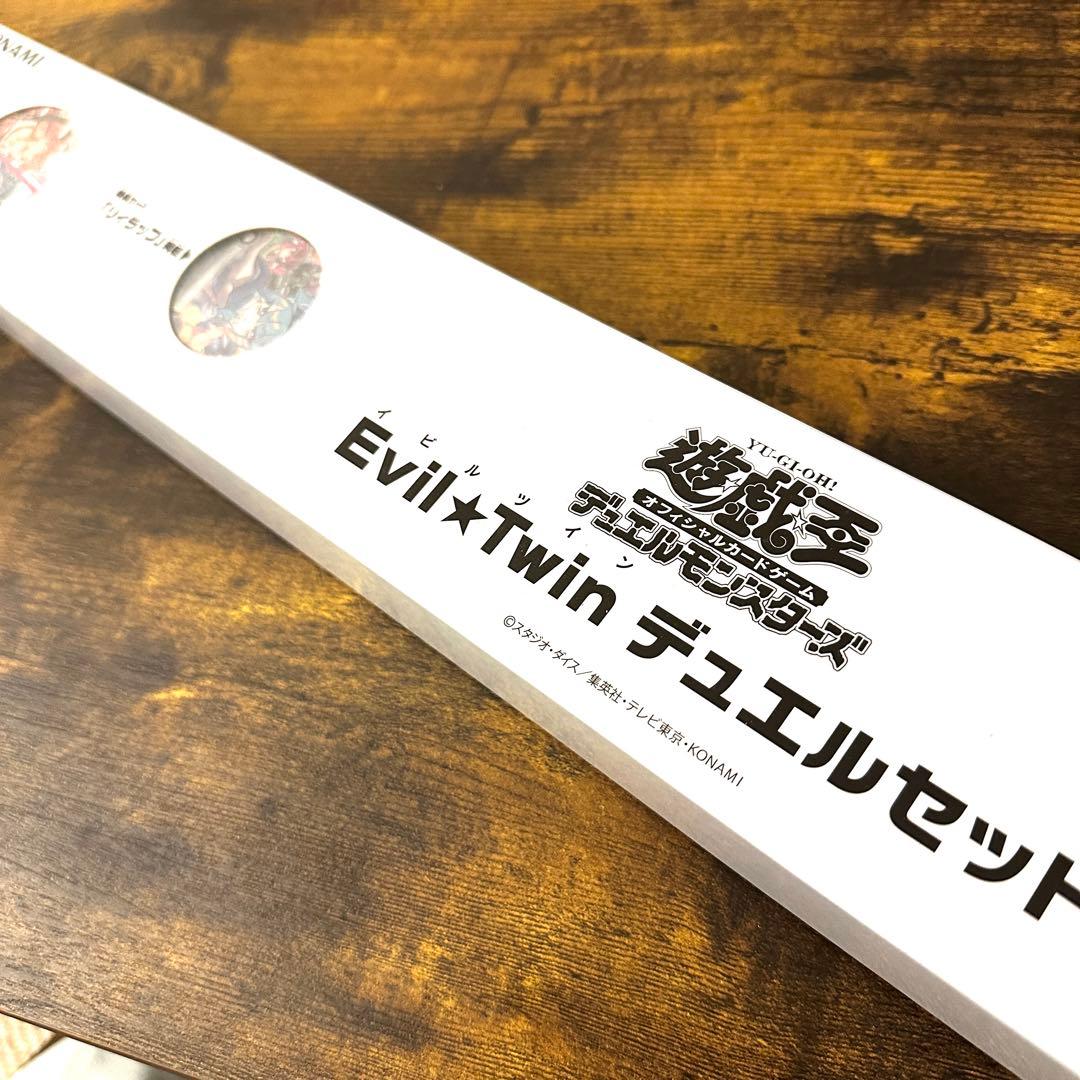 KONAMI
「リィラップ」
YU-GI-OH!
遊戯王
オフィシャルカードゲーム
デュエルモンスターズ
イビル ツイン
Evil★Twin デュエルセット
©スタジオ・ダイス／集英社・テレビ東京・KONAMI